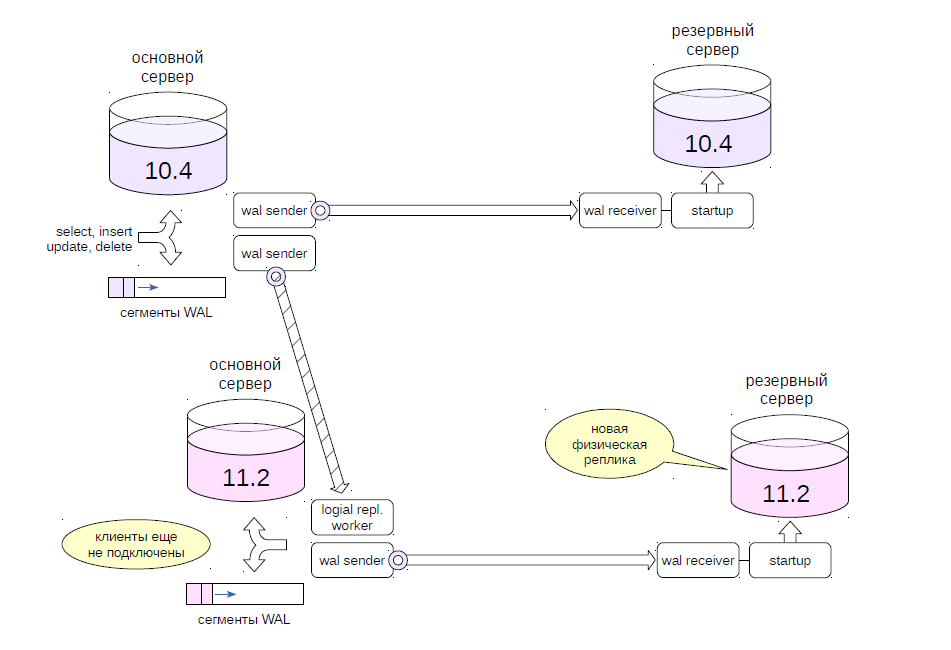 резервный
сервер
основной
сервер
10.4
10.4
wal sender
wal receiver
startup
select, insert
update, delete
wal sender
сегменты WAL
основной
сервер
резервный
сервер
новая
физическая
реплика
11.2
11.2
logial repl.
worker
клиенты еще
не подключены
wal sender
wal receiver
startup
сегменты WAL